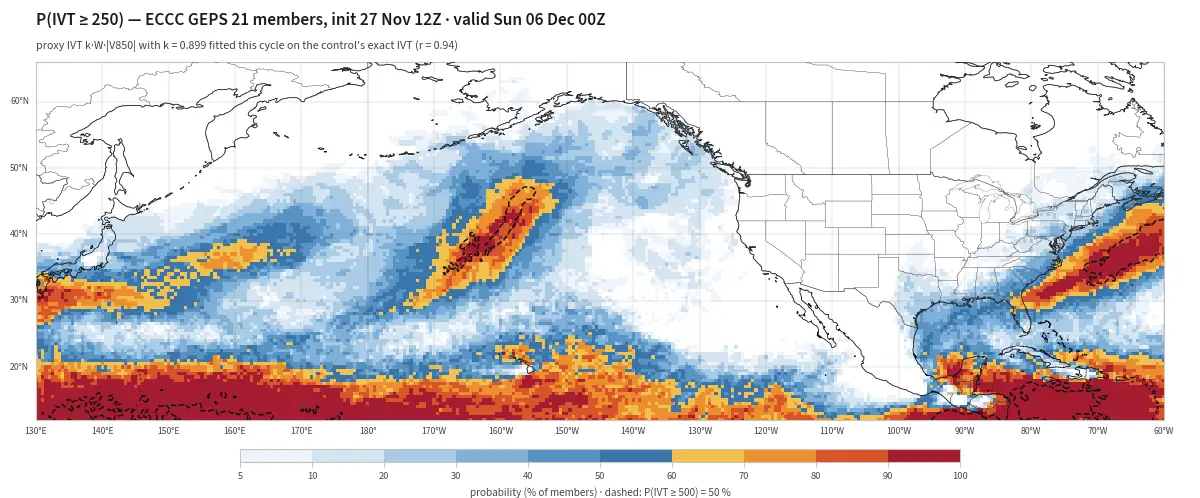 P(IVT ≥ 250) — ECCC GEPS 21 members, init 27 Nov 12Z · valid Sun 06 Dec 00Z
proxy IVT k·W·|V850| with k = 0.899 fitted this cycle on the control's exact IVT (r = 0.94)
60°N
50°N
40°N
30°N
20°N
130°E 140°E 150°E 160°E 170°E 180° 170°W 160°W 150°W 140°W 130°W 120°W 110°W 100°W 90°W 80°W 70°W 60°W
5 10 20 30 40 50 60 70 80 90 100
probability (% of members) · dashed: P(IVT ≥ 500) = 50 %